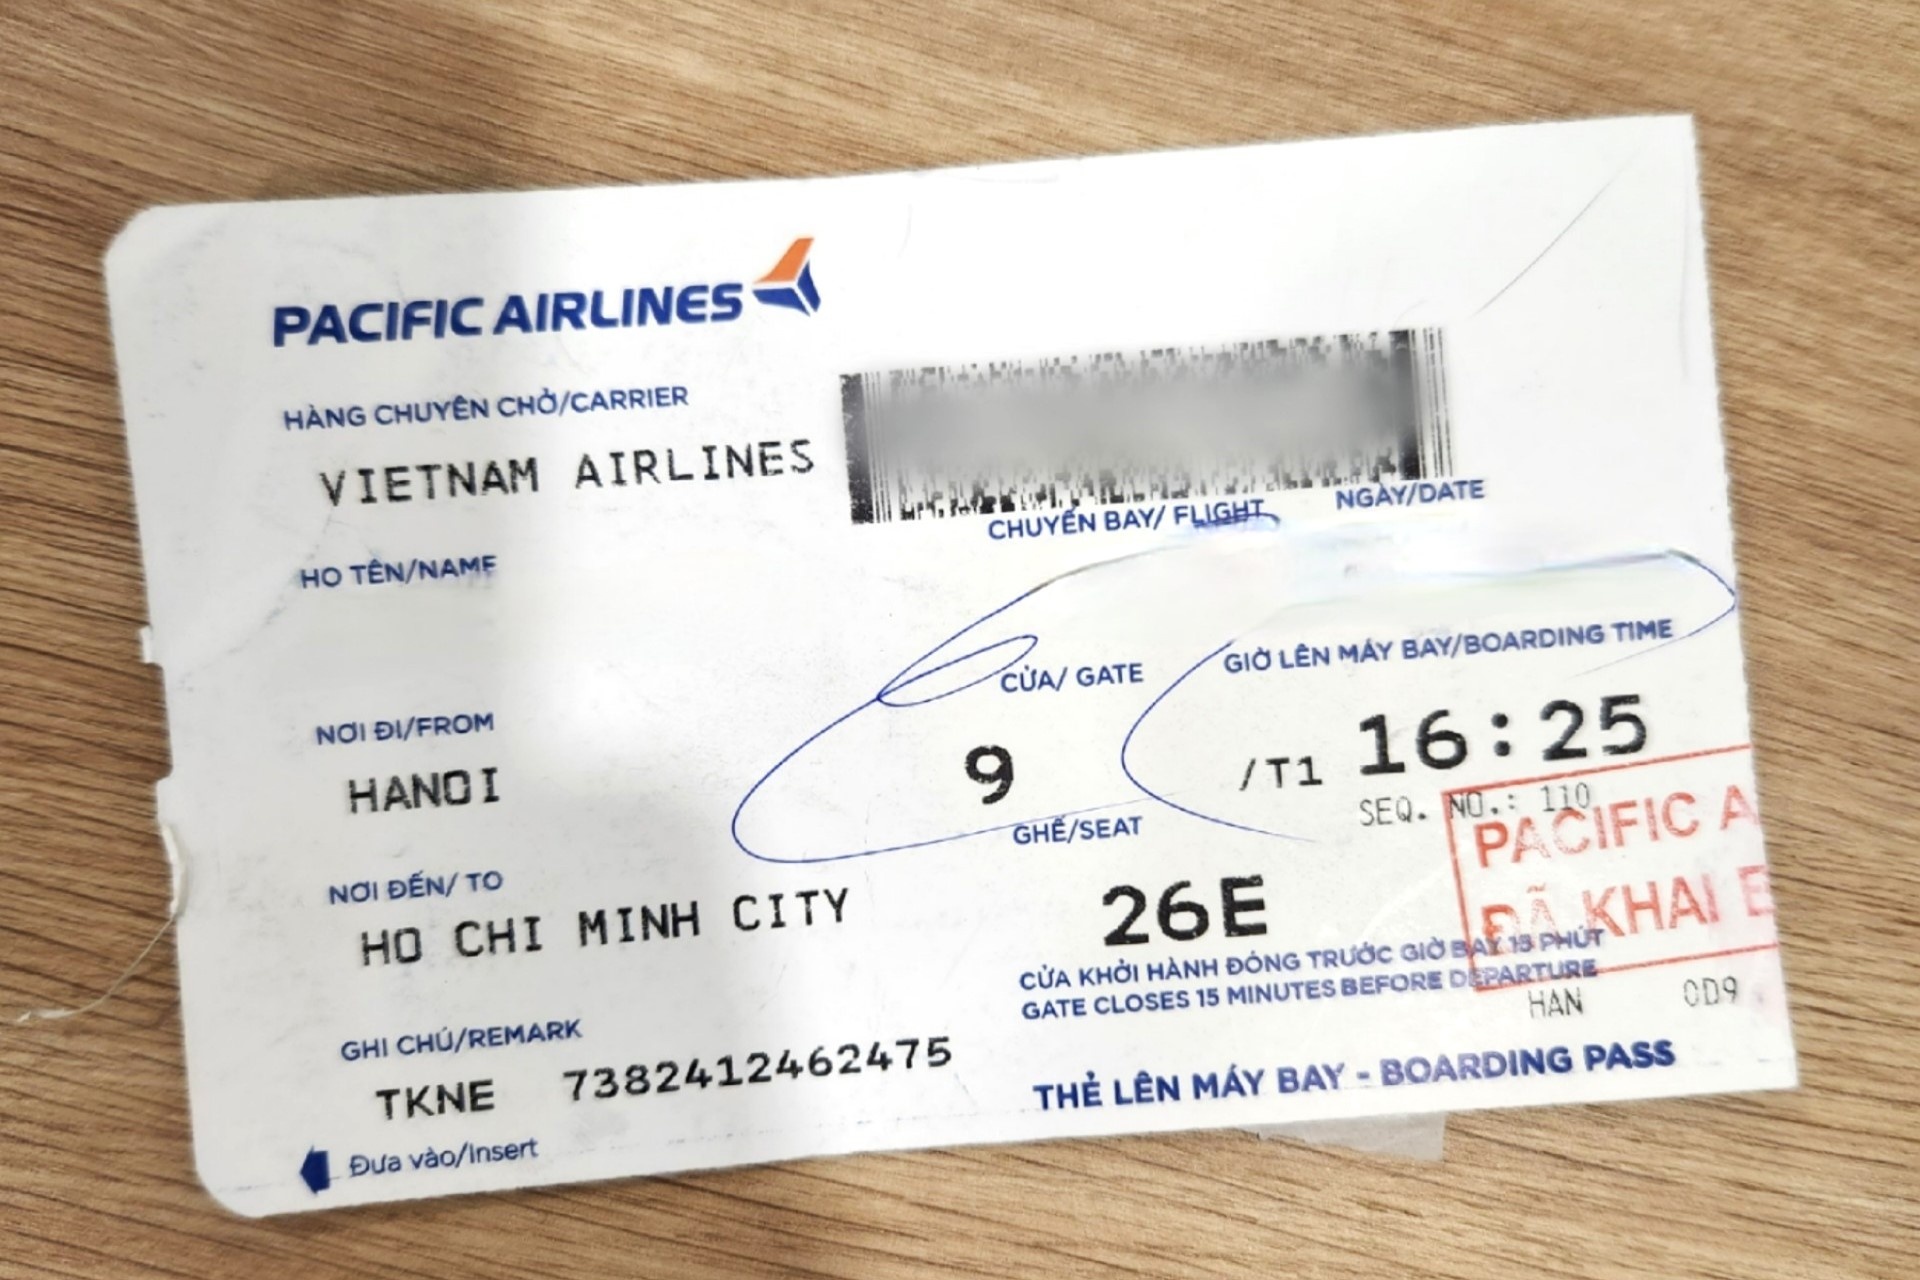 PACIFIC AIRLINES
HÀNG CHUYÊN CHỞ/CARRIER
VIETNAM AIRLINES
CHUYẾN BAY/ FLIGHT NGÀY/DATE
HỌ TÊN/NAME
CỬA/ GATE GIỜ LÊN MÁY BAY/BOARDING TIME
NƠI ĐI/FROM
HANOI 9 /T1 16:25
SEQ. NO.: 110
GHẾ/SEAT
PACIFIC A
NƠI ĐẾN/ TO
HO CHI MINH CITY 26E
ĐÃ KHAI
CỬA KHỞI HÀNH ĐÓNG TRƯỚC GIỜ BAY 15 PHÚT
GATE CLOSES 15 MINUTES BEFORE DEPARTURE
HAN 0D9
GHI CHÚ/REMARK
TKNE 7382412462475
THẺ LÊN MÁY BAY - BOARDING PASS
Đưa vào/Insert